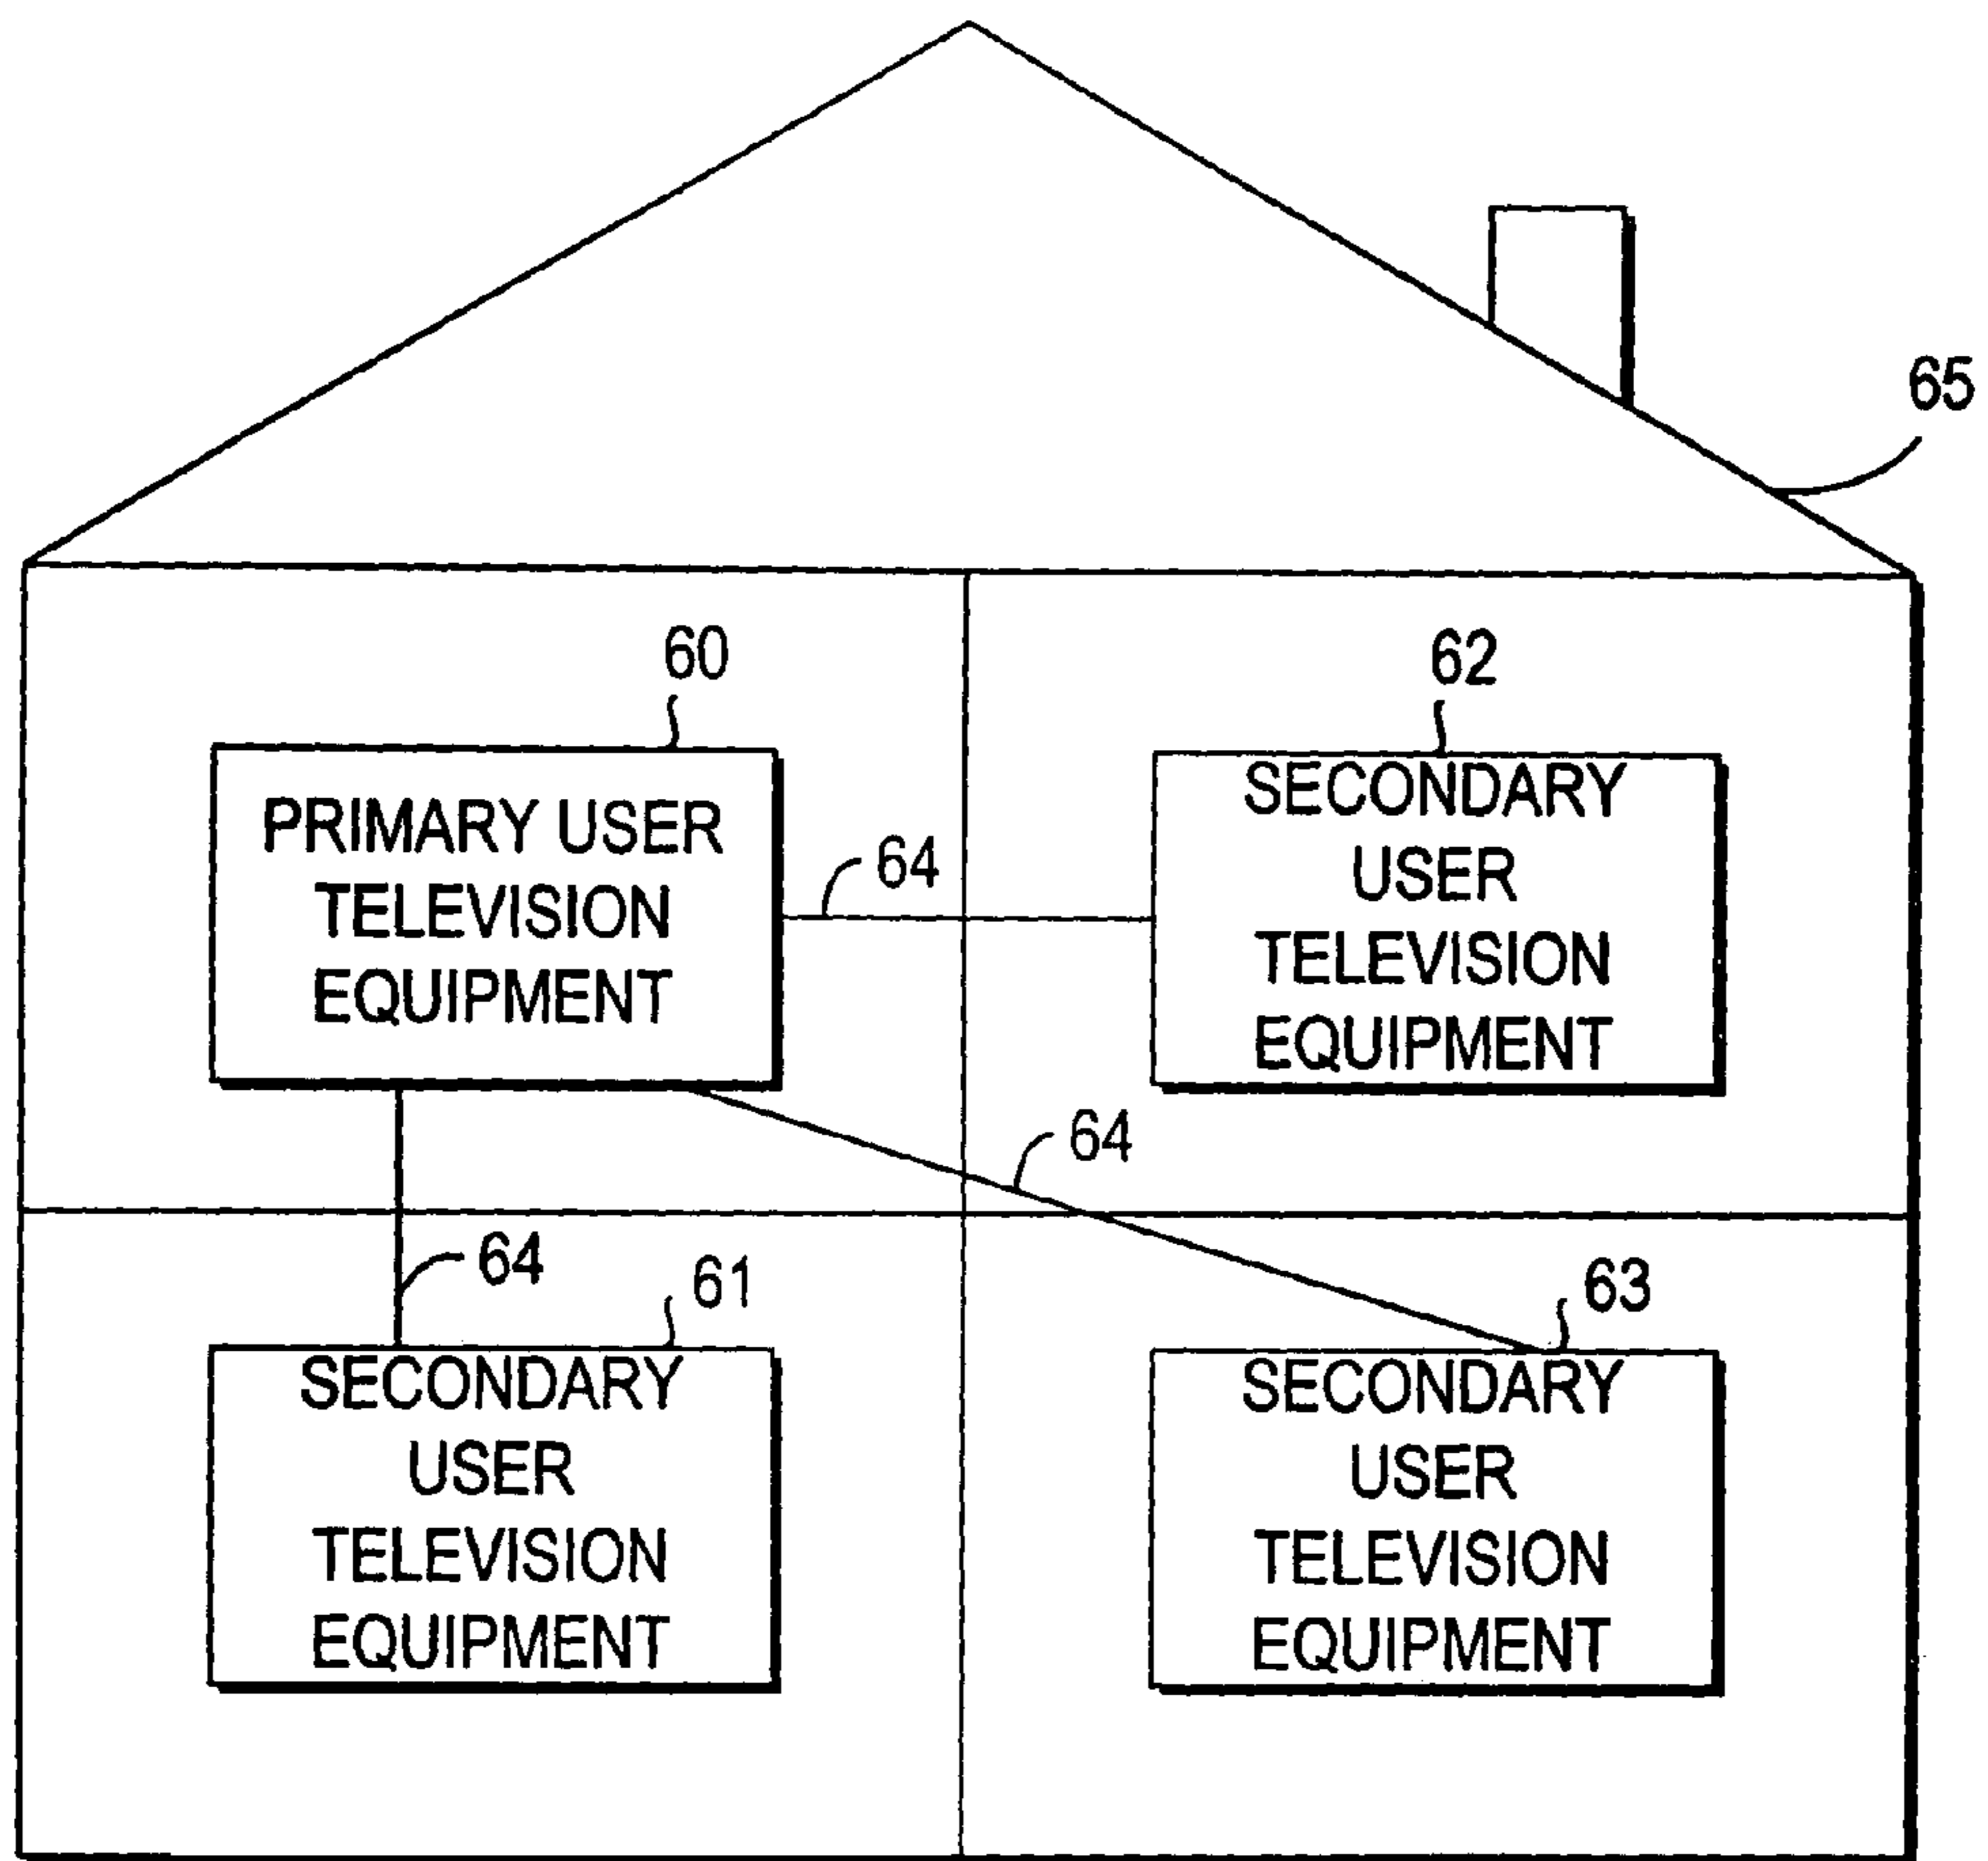 65
60
PRIMARY USER
TELEVISION
EQUIPMENT
64
62
SECONDARY
USER
TELEVISION
EQUIPMENT
64
64
61
SECONDARY
USER
TELEVISION
EQUIPMENT
63
SECONDARY
USER
TELEVISION
EQUIPMENT